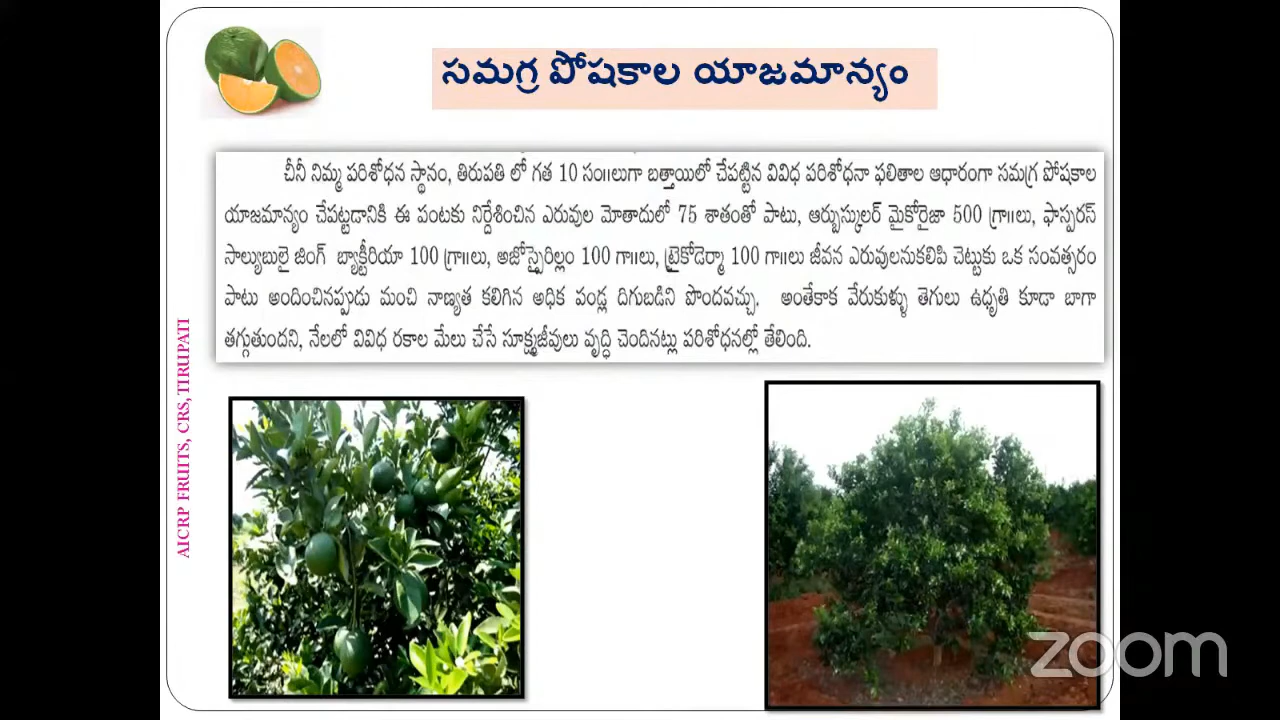 సమగ్ర పోషకాల యాజమాన్యం
చీనీ నిమ్మ పరిశోధన స్థానం, తిరుపతి లో గత 10 సం॥లుగా బత్తాయిలో చేపట్టిన వివిధ పరిశోధనా ఫలితాల ఆధారంగా సమగ్ర పోషకాల
యాజమాన్యం చేపట్టడానికి ఈ పంటకు నిర్దేశించిన ఎరువుల మోతాదులో 75 శాతంతో పాటు, ఆర్బుస్కులర్ మైకోరైజా 500 గ్రా॥లు, ఫాస్పరస్
సాల్యుబులై జింగ్ బ్యాక్టీరియా 100 గ్రా॥లు, అజోస్పైరిల్లం 100 గా॥లు, ట్రైకోడెర్మా 100 గా॥లు జీవన ఎరువులనుకలిపి చెట్టుకు ఒక సంవత్సరం
పాటు అందించినప్పుడు మంచి నాణ్యత కలిగిన అధిక పండ్ల దిగుబడిని పొందవచ్చు. అంతేకాక వేరుకుళ్ళు తెగులు ఉధృతి కూడా బాగా
తగ్గుతుందని, నేలలో వివిధ రకాల మేలు చేసే సూక్ష్మజీవులు వృద్ధి చెందినట్లు పరిశోధనల్లో తేలింది.
AICRP FRUITS, CRS, TIRUPATI
zoom